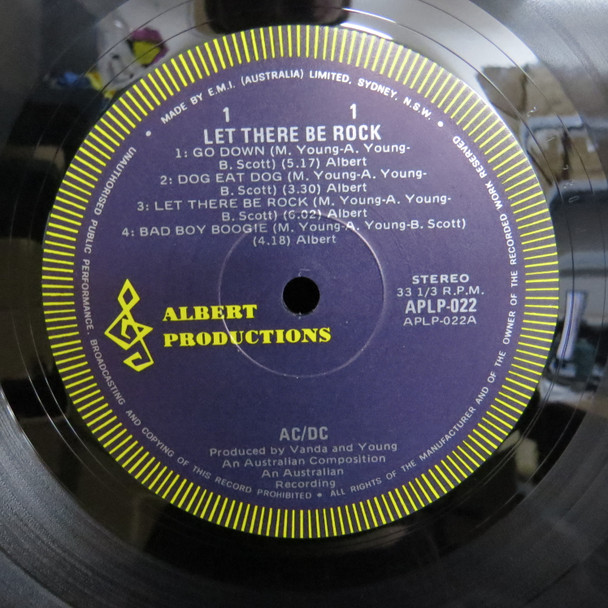 • MADE BY E.M.I. (AUSTRALIA) LIMITED, SYDNEY, N.S.W. •
1 1
LET THERE BE ROCK
1: GO DOWN (M. Young-A. Young-
B. Scott) (5.17) Albert
2: DOG EAT DOG (M. Young-A. Young-
B. Scott) (3.30) Albert
3: LET THERE BE ROCK (M. Young-A. Young-
B. Scott) (6.02) Albert
4: BAD BOY BOOGIE (M. Young-A. Young-B. Scott)
(4.18) Albert
STEREO
33 1/3 R.P.M.
APLP-022
APLP-022A
ALBERT
PRODUCTIONS
AC/DC
Produced by Vanda and Young
An Australian Composition
An Australian
Recording
UNAUTHORISED PUBLIC PERFORMANCE, BROADCASTING AND COPYING OF THIS RECORD PROHIBITED • ALL RIGHTS OF THE MANUFACTURER AND OF THE OWNER OF THE RECORDED WORK RESERVED